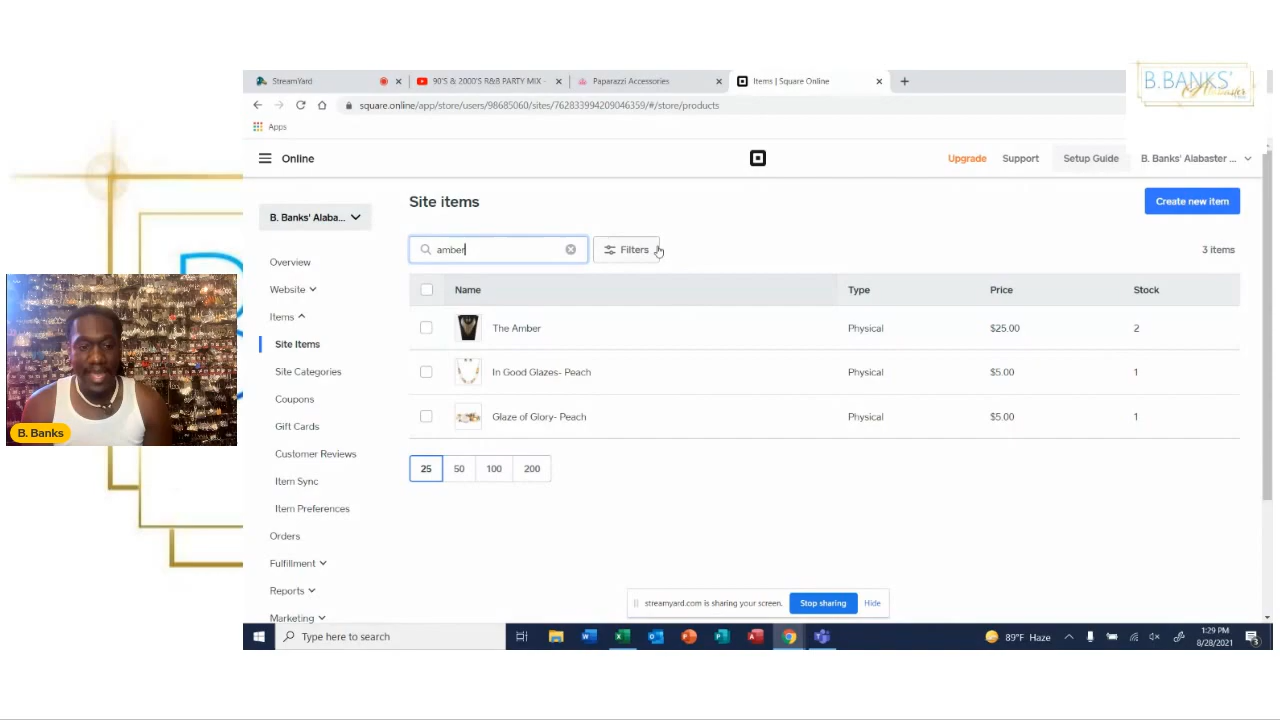 StreamYard
90'S & 2000'S R&B PARTY MIX -
Paparazzi Accessories
Items | Square Online
square.online/app/store/users/98685060/sites/762833994209046359/#/store/products
Apps
B.BANKS'
Alabaster
Online
Upgrade
Support
Setup Guide
B. Banks' Alabaster ...
B. Banks' Alaba...
Site items
Create new item
amber
Filters
3 items
Overview
Website
Items
Site Items
Site Categories
Coupons
Gift Cards
Customer Reviews
Item Sync
Item Preferences
Orders
Fulfillment
Reports
Marketing
Name Type Price Stock
The Amber Physical $25.00 2
In Good Glazes- Peach Physical $5.00 1
Glaze of Glory- Peach Physical $5.00 1
25 50 100 200
B. Banks
streamyard.com is sharing your screen.
Stop sharing
Hide
Type here to search
89°F Haze
1:29 PM
8/28/2021
3